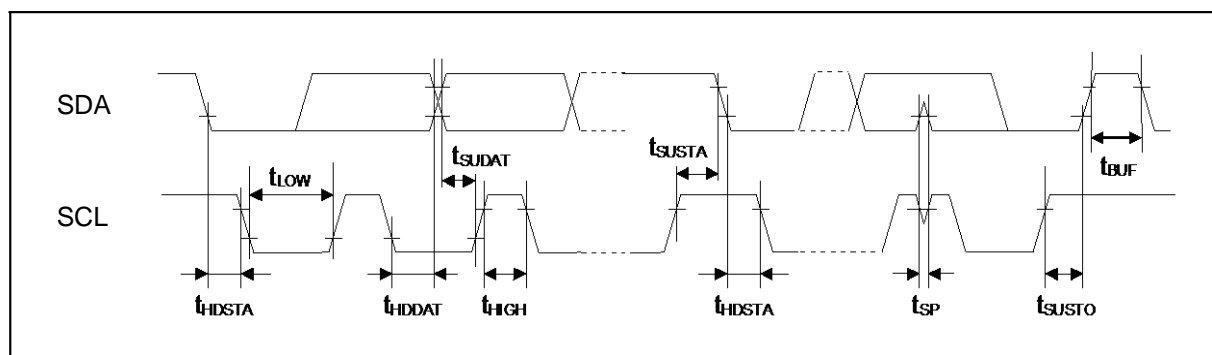 SDA
tSUDAT
tSUSTA
tBUF
tLOW
SCL
tHDSTA
tHDDAT
tHIGH
tHDSTA
tSP
tSUSTO